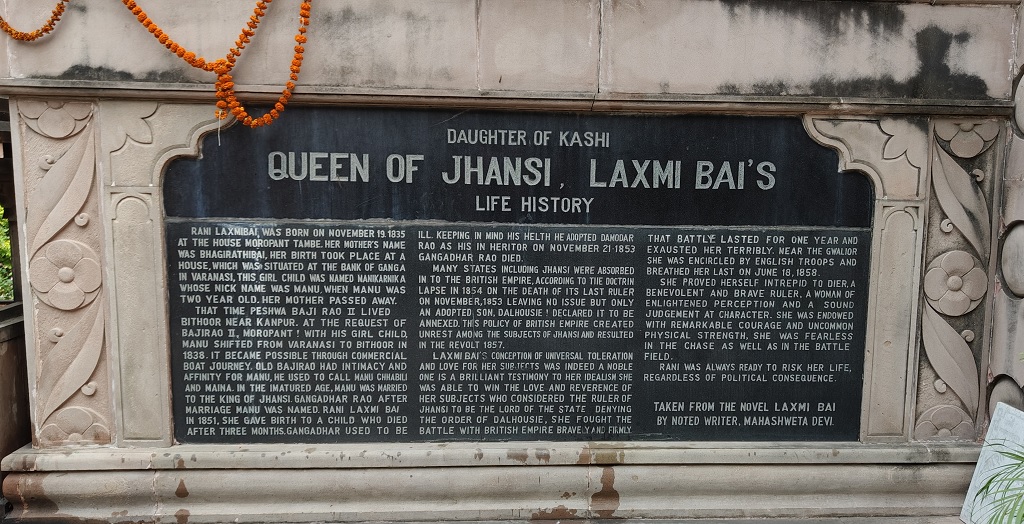 DAUGHTER OF KASHI
QUEEN OF JHANSI, LAXMI BAI'S
LIFE HISTORY
RANI LAXMIBAI, WAS BORN ON NOVEMBER 19. 1835
AT THE HOUSE MOROPANT TAMBE. HER MOTHER'S NAME
WAS BHAGIRATHIBAI, HER BIRTH TOOK PLACE AT A
HOUSE, WHICH WAS SITUATED AT THE BANK OF GANGA
IN VARANASI, THIS GIRL CHILD WAS NAMED MANIKARNIKA
WHOSE NICK NAME WAS MANU. WHEN MANU WAS
TWO YEAR OLD. HER MOTHER PASSED AWAY.
THAT TIME PESHWA BAJI RAO II LIVED
BITHOOR NEAR KANPUR. AT THE REQUEST OF
BAJIRAO II, MOROPANT! WITH HIS GIRL CHILD,
MANU SHIFTED FROM VARANASI TO BITHOOR IN
1838. IT BECAME POSSIBLE THROUGH COMMERCIAL
BOAT JOURNEY. OLD BAJIRAO HAD INTIMACY AND
AFFINITY FOR MANU, HE USED TO CALL MANU CHHABILI
AND MAINA. IN THE IMATURED AGE, MANU WAS MARRIED
TO THE KING OF JHANSI. GANGADHAR RAO AFTER
MARRIAGE MANU WAS NAMED. RANI LAXMI BAI
IN 1851, SHE GAVE BIRTH TO A CHILD WHO DIED
AFTER THREE MONTHS. GANGADHAR USED TO BE
ILL. KEEPING IN MIND HIS HELTH HE ADOPTED DAMODAR
RAO AS HIS IN HERITOR ON NOVEMBER 21-1853
GANGADHAR RAO DIED.
MANY STATES INCLUDING JHANSI WERE ABSORBED
IN TO THE BRITISH EMPIRE, ACCORDING TO THE DOCTRIN
LAPSE IN 1854 ON THE DEATH OF ITS LAST RULER
ON NOVEMBER, 1853 LEAVING NO ISSUE BUT ONLY
AN ADOPTED SON, DALHOUSIE! DECLARED IT TO BE
ANNEXED. THIS POLICY OF BRITISH EMPIRE CREATED
UNREST AMONG THE SUBJECTS OF JHANSI AND RESULTED
IN THE REVOLT 1857.
LAXMI BAI'S CONCEPTION OF UNIVERSAL TOLERATION
AND LOVE FOR HER SUBJECTS WAS INDEED A NOBLE
ONE IS A BRILLIANT TESTIMONY TO HER IDEALISM SHE
WAS ABLE TO WIN THE LOVE AND REVERENCE OF
HER SUBJECTS WHO CONSIDERED THE RULER OF
JHANSI TO BE THE LORD OF THE STATE DENYING
THE ORDER OF DALHOUSIE, SHE FOUGHT THE
BATTLE WITH BRITISH EMPIRE BRAVELY AND FIRMLY
THAT BATTLE LASTED FOR ONE YEAR AND
EXAUSTED HER TERRIBLY. NEAR THE GWALIOR
SHE WAS ENCIRCLED BY ENGLISH TROOPS AND
BREATHED HER LAST ON JUNE 18, 1858.
SHE PROVED HERSELF INTREPID TO DIER, A
BENEVOLENT AND BRAVE RULER, A WOMAN OF
ENLIGHTENED PERCEPTION AND A SOUND
JUDGEMENT AT CHARACTER. SHE WAS ENDOWED
WITH REMARKABLE COURAGE AND UNCOMMON
PHYSICAL STRENGTH, SHE WAS FEARLESS
IN THE CHASE AS WELL AS IN THE BATTLE
FIELD.
RANI WAS ALWAYS READY TO RISK HER LIFE,
REGARDLESS OF POLITICAL CONSEQUENCE.
TAKEN FROM THE NOVEL LAXMI BAI
BY NOTED WRITER, MAHASHWETA DEVI.